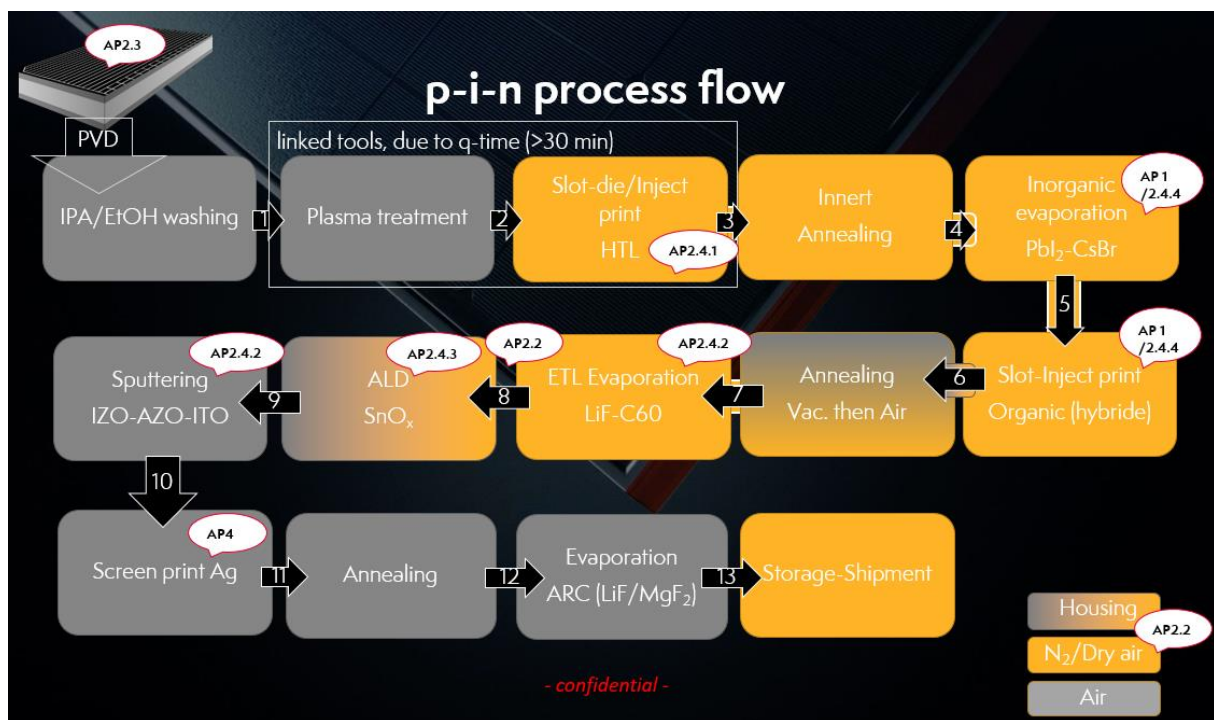 AP2.3
p-i-n process flow
PVD
linked tools, due to q-time (>30 min)
IPA/EtOH washing
1
Plasma treatment
2
Slot-die/Inject
print
HTL
AP2.4.1
3
Innert
Annealing
4
AP 1
/2.4.4
Inorganic
evaporation
PbI₂-CsBr
5
AP 1
/2.4.4
Slot-Inject print
Organic (hybride)
6
Annealing
Vac. then Air
7
AP2.4.2
ETL Evaporation
LiF-C60
AP2.2
8
AP2.4.3
ALD
SnOₓ
9
AP2.4.2
Sputtering
IZO-AZO-ITO
10
AP4
Screen print Ag
11
Annealing
12
Evaporation
ARC (LiF/MgF₂)
13
Storage-Shipment
Housing
AP2.2
N₂/Dry air
Air
- confidential -